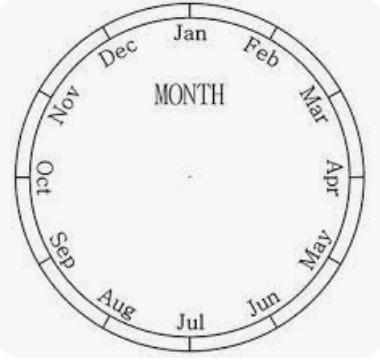 Jan
Feb
Mar
Apr
May
Jun
Jul
Aug
Sep
Oct
Nov
Dec
MONTH